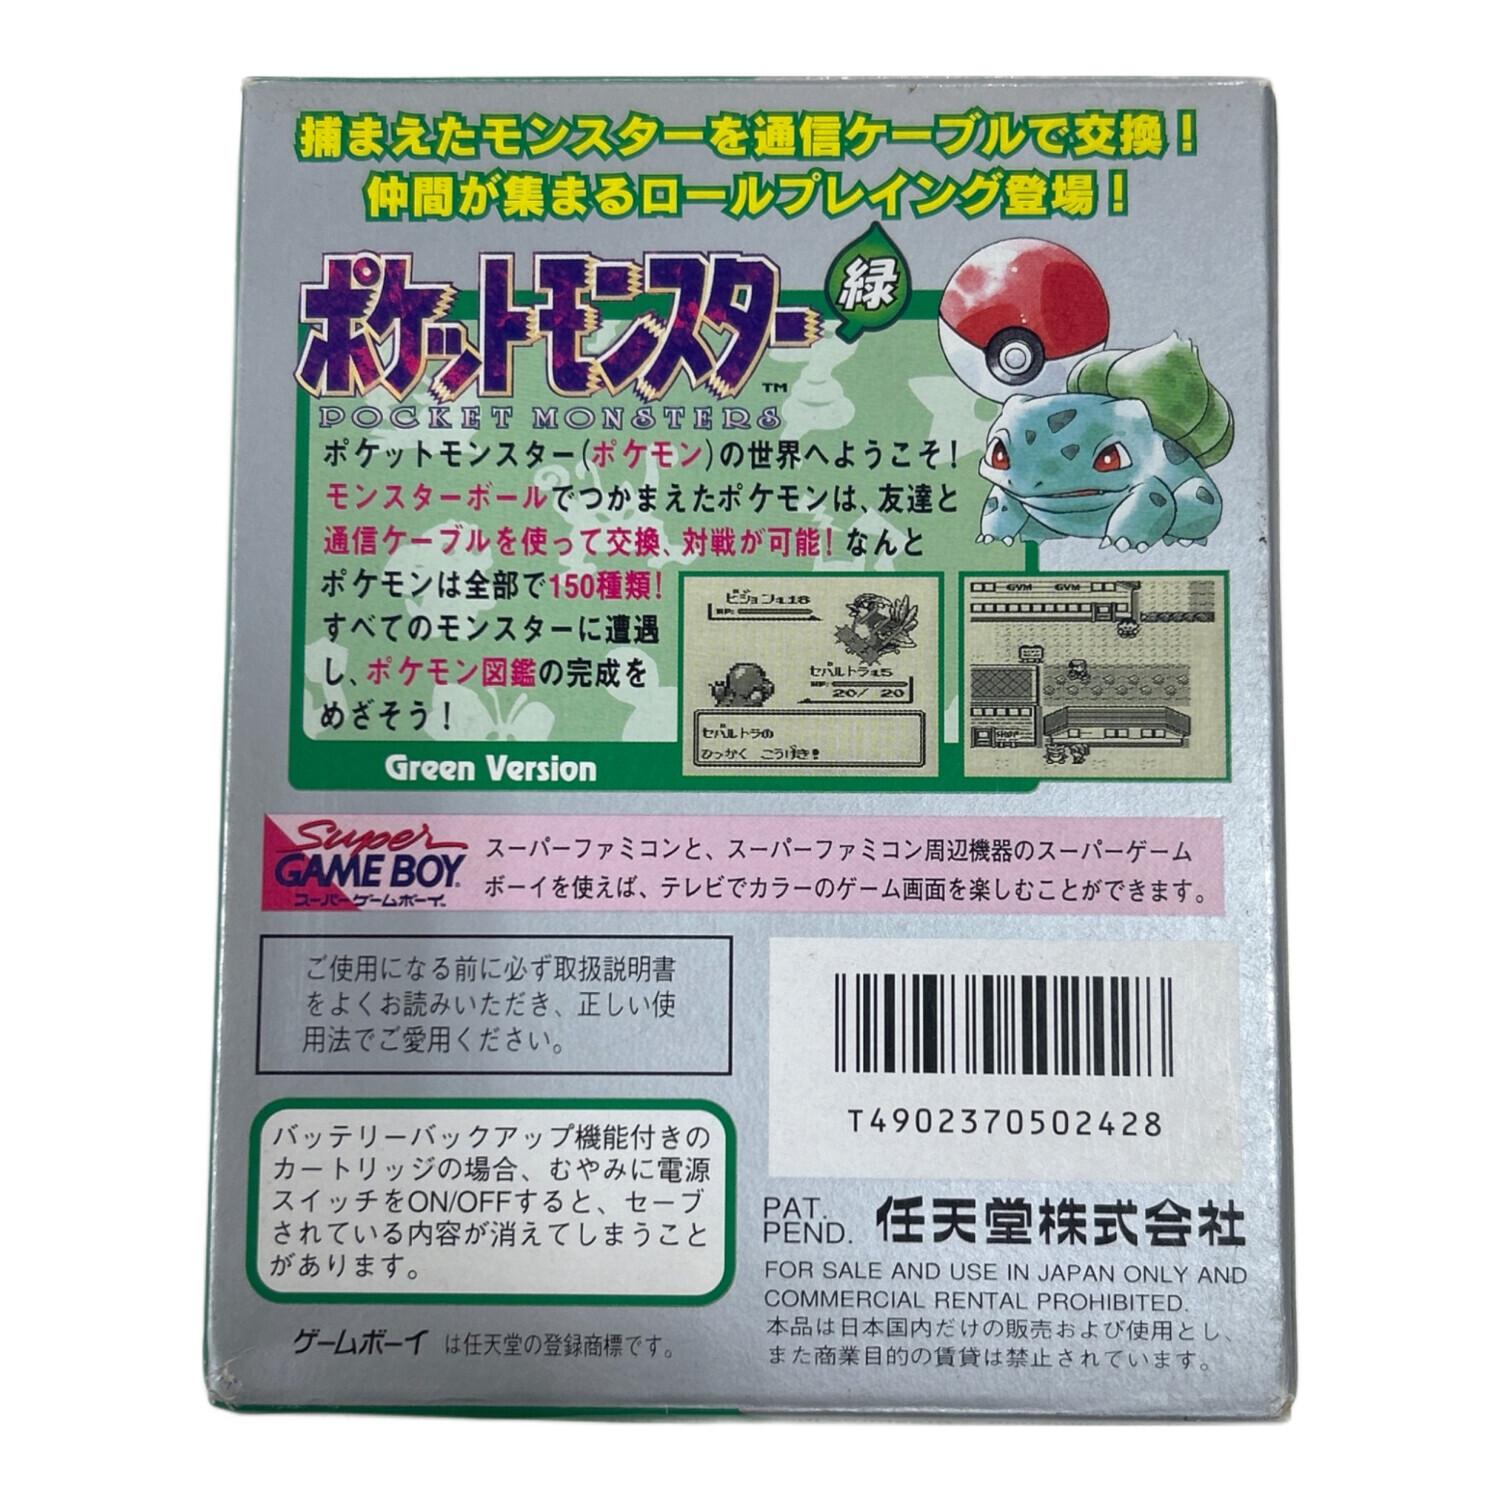 捕まえたモンスターを通信ケーブルで交換！
仲間が集まるロールプレイング登場！
ポケットモンスター 緑
TM
POCKET MONSTERS
ポケットモンスター(ポケモン)の世界へようこそ！
モンスターボールでつかまえたポケモンは、友達と
通信ケーブルを使って交換、対戦が可能！なんと
ポケモンは全部で150種類！
すべてのモンスターに遭遇
し、ポケモン図鑑の完成を
めざそう！
Green Version
ピジョン:L18
HP:
セバルトラ:L5
HP:
20/ 20
セバルトラの
ひっかく こうげき！
GYM GYM
SHOP
Super
GAME BOY
スーパーゲームボーイ
スーパーファミコンと、スーパーファミコン周辺機器のスーパーゲーム
ボーイを使えば、テレビでカラーのゲーム画面を楽しむことができます。
ご使用になる前に必ず取扱説明書
をよくお読みいただき、正しい使
用法でご愛用ください。
T4902370502428
バッテリーバックアップ機能付きの
カートリッジの場合、むやみに電源
スイッチをON/OFFすると、セーブ
されている内容が消えてしまうこと
があります。
PAT.
PEND. 任天堂株式会社
FOR SALE AND USE IN JAPAN ONLY AND
COMMERCIAL RENTAL PROHIBITED.
本品は日本国内だけの販売および使用とし、
また商業目的の賃貸は禁止されています。
ゲームボーイ は任天堂の登録商標です。